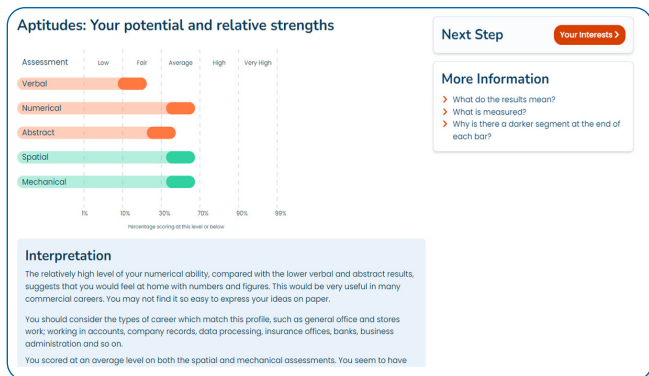 Aptitudes: Your potential and relative strengths
Assessment Low Fair Average High Very High
Verbal
Numerical
Abstract
Spatial
Mechanical
1% 10% 30% 70% 90% 99%
Percentage scoring at this level or below
Interpretation
The relatively high level of your numerical ability, compared with the lower verbal and abstract results,
suggests that you would feel at home with numbers and figures. This would be very useful in many
commercial careers. You may not find it so easy to express your ideas on paper.
You should consider the types of career which match this profile, such as general office and stores
work; working in accounts, company records, data processing, insurance offices, banks, business
administration and so on.
You scored at an average level on both the spatial and mechanical assessments. You seem to have
Next Step
Your Interests >
More Information
> What do the results mean?
> What is measured?
> Why is there a darker segment at the end of
each bar?